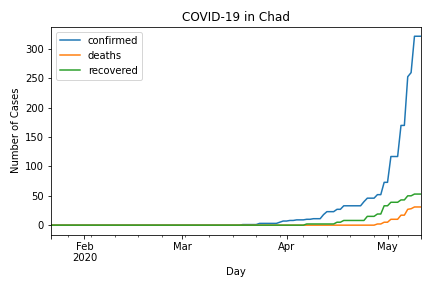 COVID-19 in Chad
confirmed
deaths
recovered
Number of Cases
300
250
200
150
100
50
0
Feb
2020
Mar
Apr
May
Day